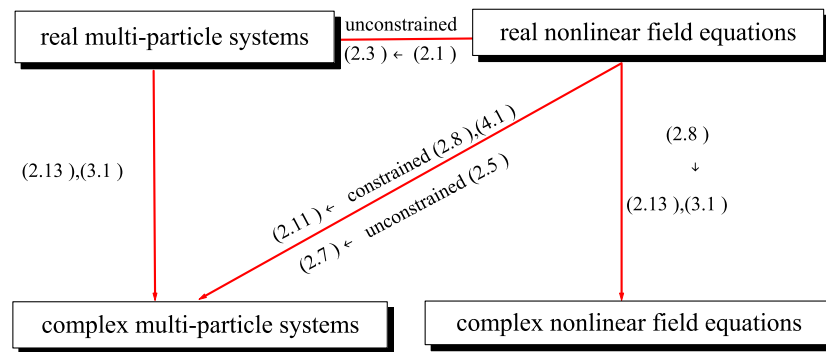 unconstrained
real multi-particle systems
real nonlinear field equations
(2.3 ) ← (2.1 )
(2.8 )
↓
(2.13 ),(3.1 )
(2.13 ),(3.1 )
(2.11 ) ← constrained (2.8 ),(4.1 )
(2.7 ) ← unconstrained (2.5 )
complex multi-particle systems
complex nonlinear field equations